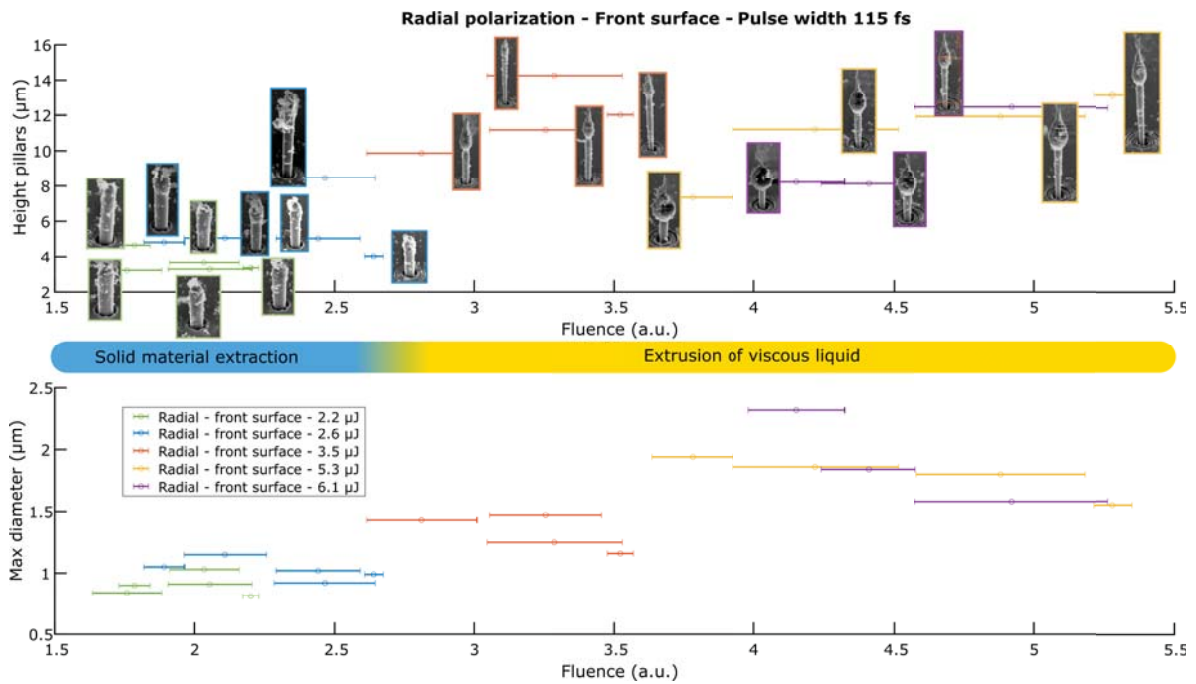 Radial polarization - Front surface - Pulse width 115 fs
Height pillars (μm)
16
14
12
10
8
6
4
2
1.5
2
2.5
3
3.5
4
4.5
5
5.5
Fluence (a.u.)
Solid material extraction
Extrusion of viscous liquid
Max diameter (μm)
2.5
2
1.5
1
0.5
Radial - front surface - 2.2 μJ
Radial - front surface - 2.6 μJ
Radial - front surface - 3.5 μJ
Radial - front surface - 5.3 μJ
Radial - front surface - 6.1 μJ
1.5
2
2.5
3
3.5
4
4.5
5
5.5
Fluence (a.u.)